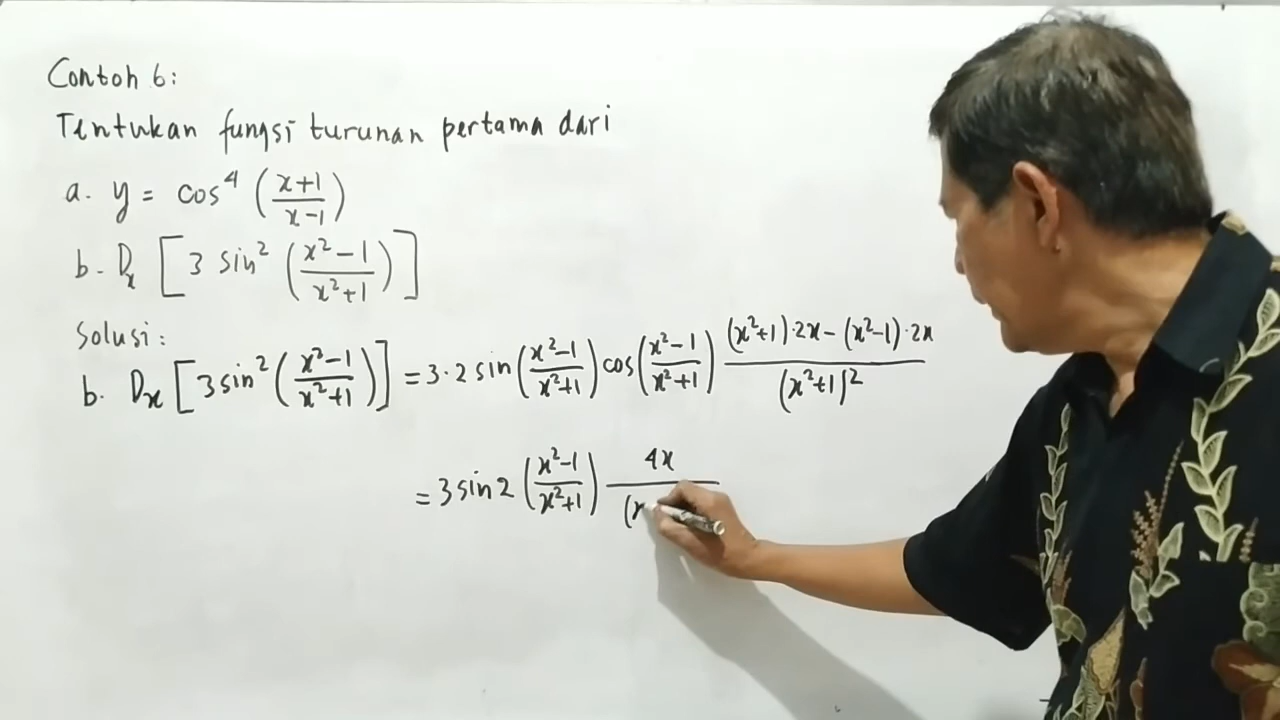 Contoh 6:
Tentukan fungsi turunan pertama dari
a. y = cos⁴ ((x+1)/(x-1))
b. Dₓ [3 sin² ((x²-1)/(x²+1))]
Solusi:
b. Dₓ [3 sin² ((x²-1)/(x²+1))] = 3·2 sin ((x²-1)/(x²+1)) cos ((x²-1)/(x²+1)) ((x²+1)·2x - (x²-1)·2x)/(x²+1)²
= 3 sin 2 ((x²-1)/(x²+1)) 4x/(x